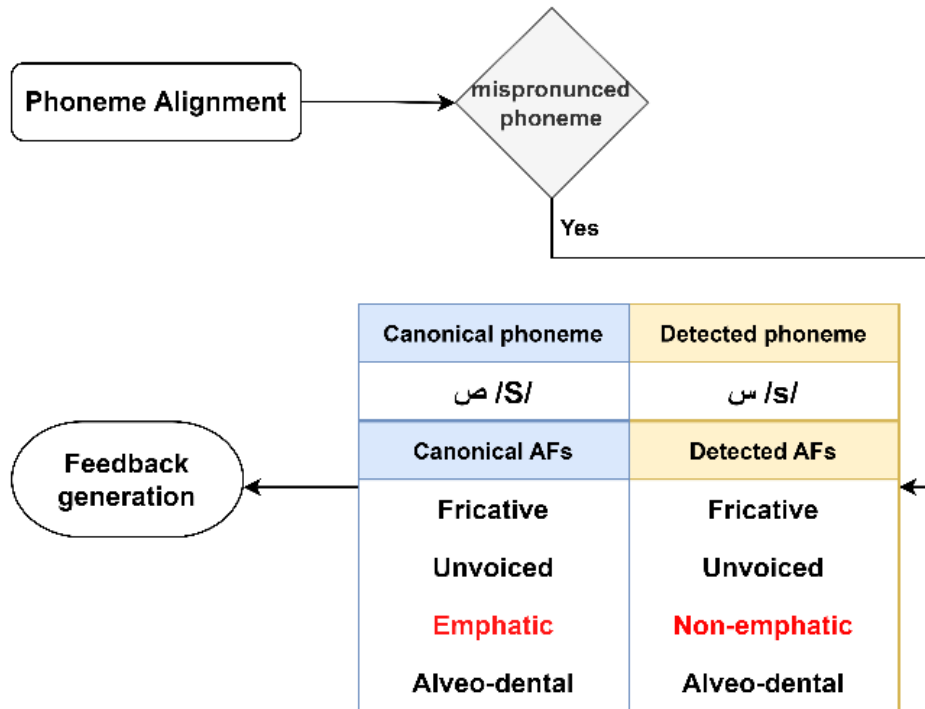 Phoneme Alignment
mispronunced
phoneme
Yes
Canonical phoneme
Detected phoneme
ص /S/
س /s/
Canonical AFs
Detected AFs
Fricative
Fricative
Unvoiced
Unvoiced
Emphatic
Non-emphatic
Alveo-dental
Alveo-dental
Feedback
generation